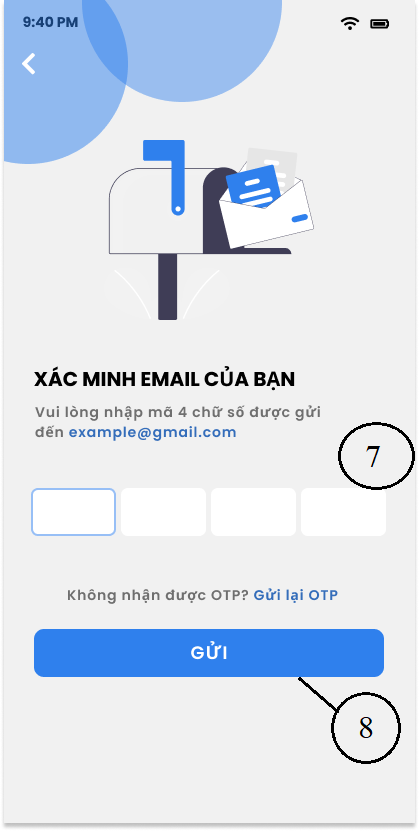 9:40 PM
XÁC MINH EMAIL CỦA BẠN
Vui lòng nhập mã 4 chữ số được gửi
đến example@gmail.com
7
Không nhận được OTP? Gửi lại OTP
GỬI
8